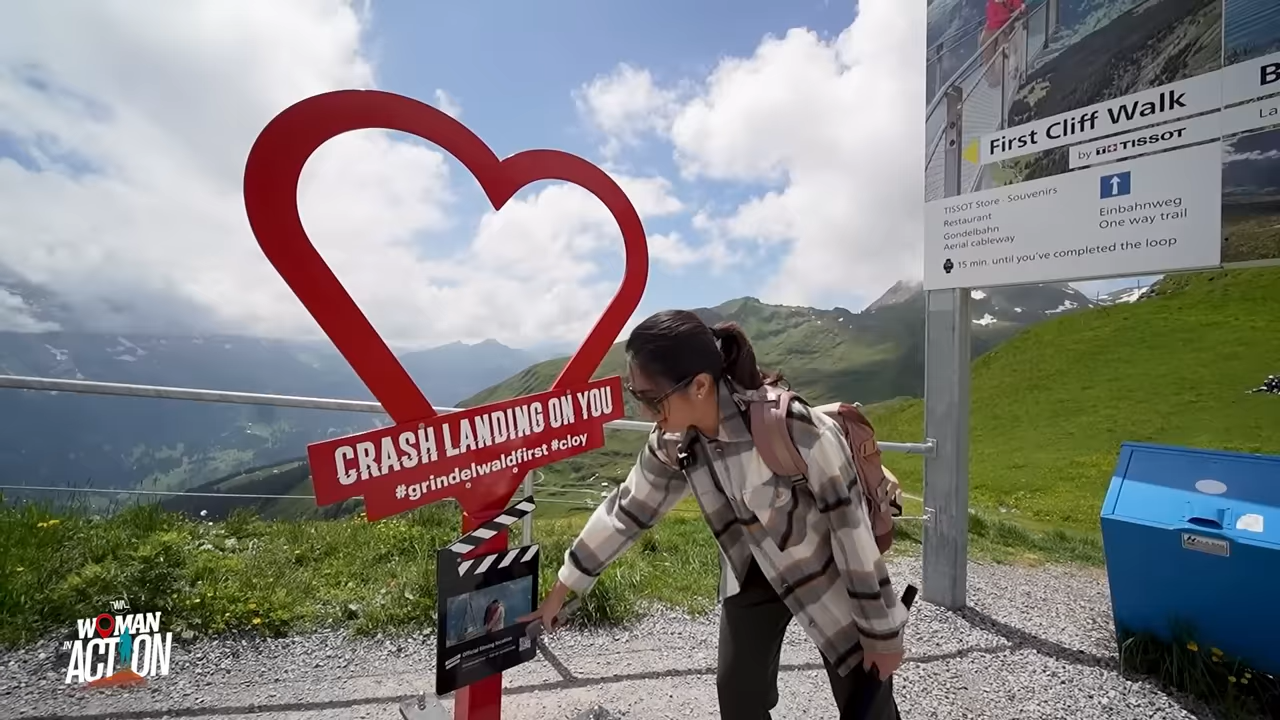 CRASH LANDING ON YOU
#grindelwaldfirst #cloy
Official filming location
First Cliff Walk
by TISSOT
TISSOT Store - Souvenirs
Restaurant
Gondelbahn
Aerial cableway
Einbahnweg
One way trail
15 min. until you've completed the loop
B
La
WOMAN
IN
ACTION